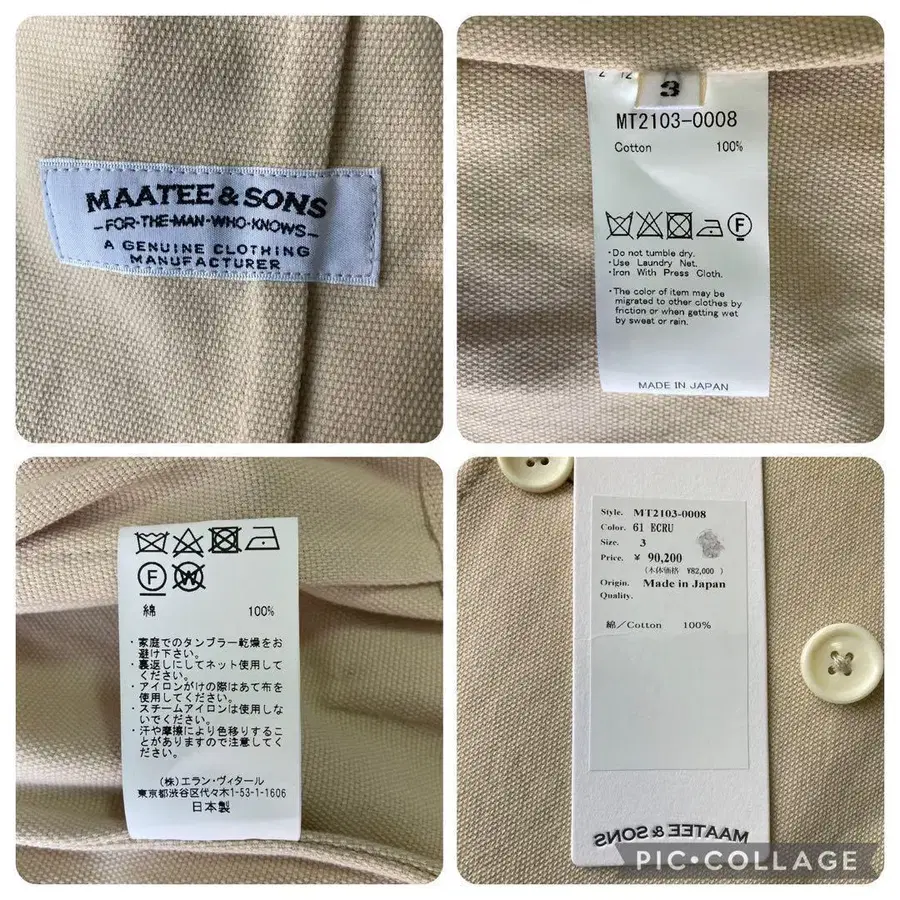 MAATEE & SONS
-FOR·THE·MAN·WHO·KNOWS-
A GENUINE CLOTHING
MANUFACTURER
3
MT2103-0008
Cotton 100%
F
・Do not tumble dry.
・Use Laundry Net.
・Iron With Press Cloth.
・The color of item may be
migrated to other clothes by
friction or when getting wet
by sweat or rain.
MADE IN JAPAN
F W
綿 100%
・家庭でのタンブラー乾燥をお
避け下さい。
・裏返しにしてネット使用して
ください。
・アイロンがけの際はあて布を
使用してください。
・スチームアイロンは使用しな
いでください。
・汗や摩擦により色移りするこ
とがありますので注意してく
ださい。
(株)エラン・ヴィタール
東京都渋谷区代々木1-53-1-1606
日本製
Style. MT2103-0008
Color. 61 ECRU
Size. 3
Price. ¥ 90,200
(本体価格 ¥82,000 )
Origin. Made in Japan
Quality.
綿/Cotton 100%
MAATEE & SONS
PIC•COLLAGE